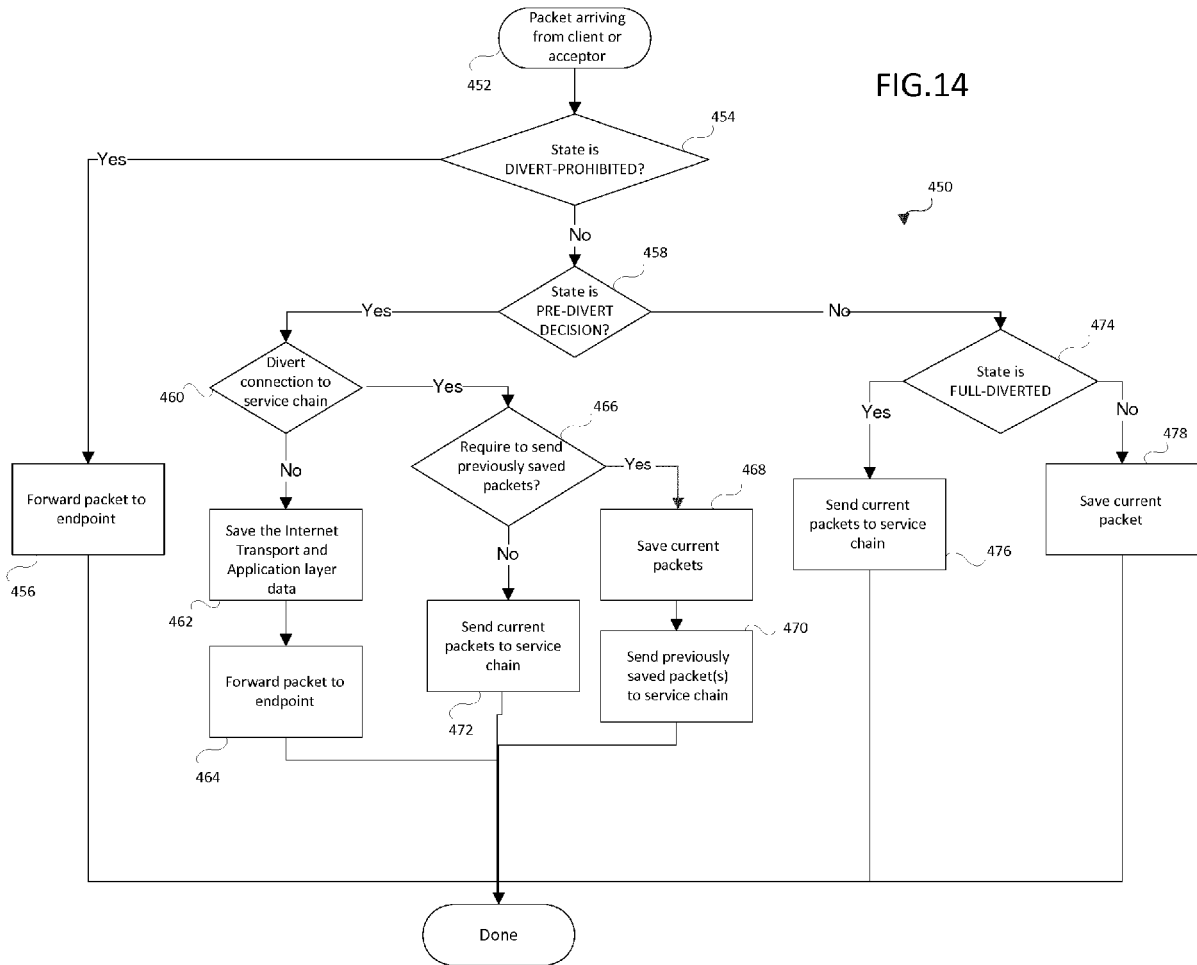 Packet arriving
from client or
acceptor
452
FIG.14
454
State is
DIVERT-PROHIBITED?
Yes
450
No
458
State is
PRE-DIVERT
DECISION?
Yes
No
474
Divert
connection to
service chain
460
Yes
State is
FULL-DIVERTED
466
Yes
No
Require to send
previously saved
packets?
478
No
Yes
468
Forward packet to
endpoint
456
Save the Internet
Transport and
Application layer
data
462
No
Save current
packets
Send current
packets to service
chain
476
Save current
packet
470
Send current
packets to service
chain
472
Send previously
saved packet(s)
to service chain
Forward packet to
endpoint
464
Done